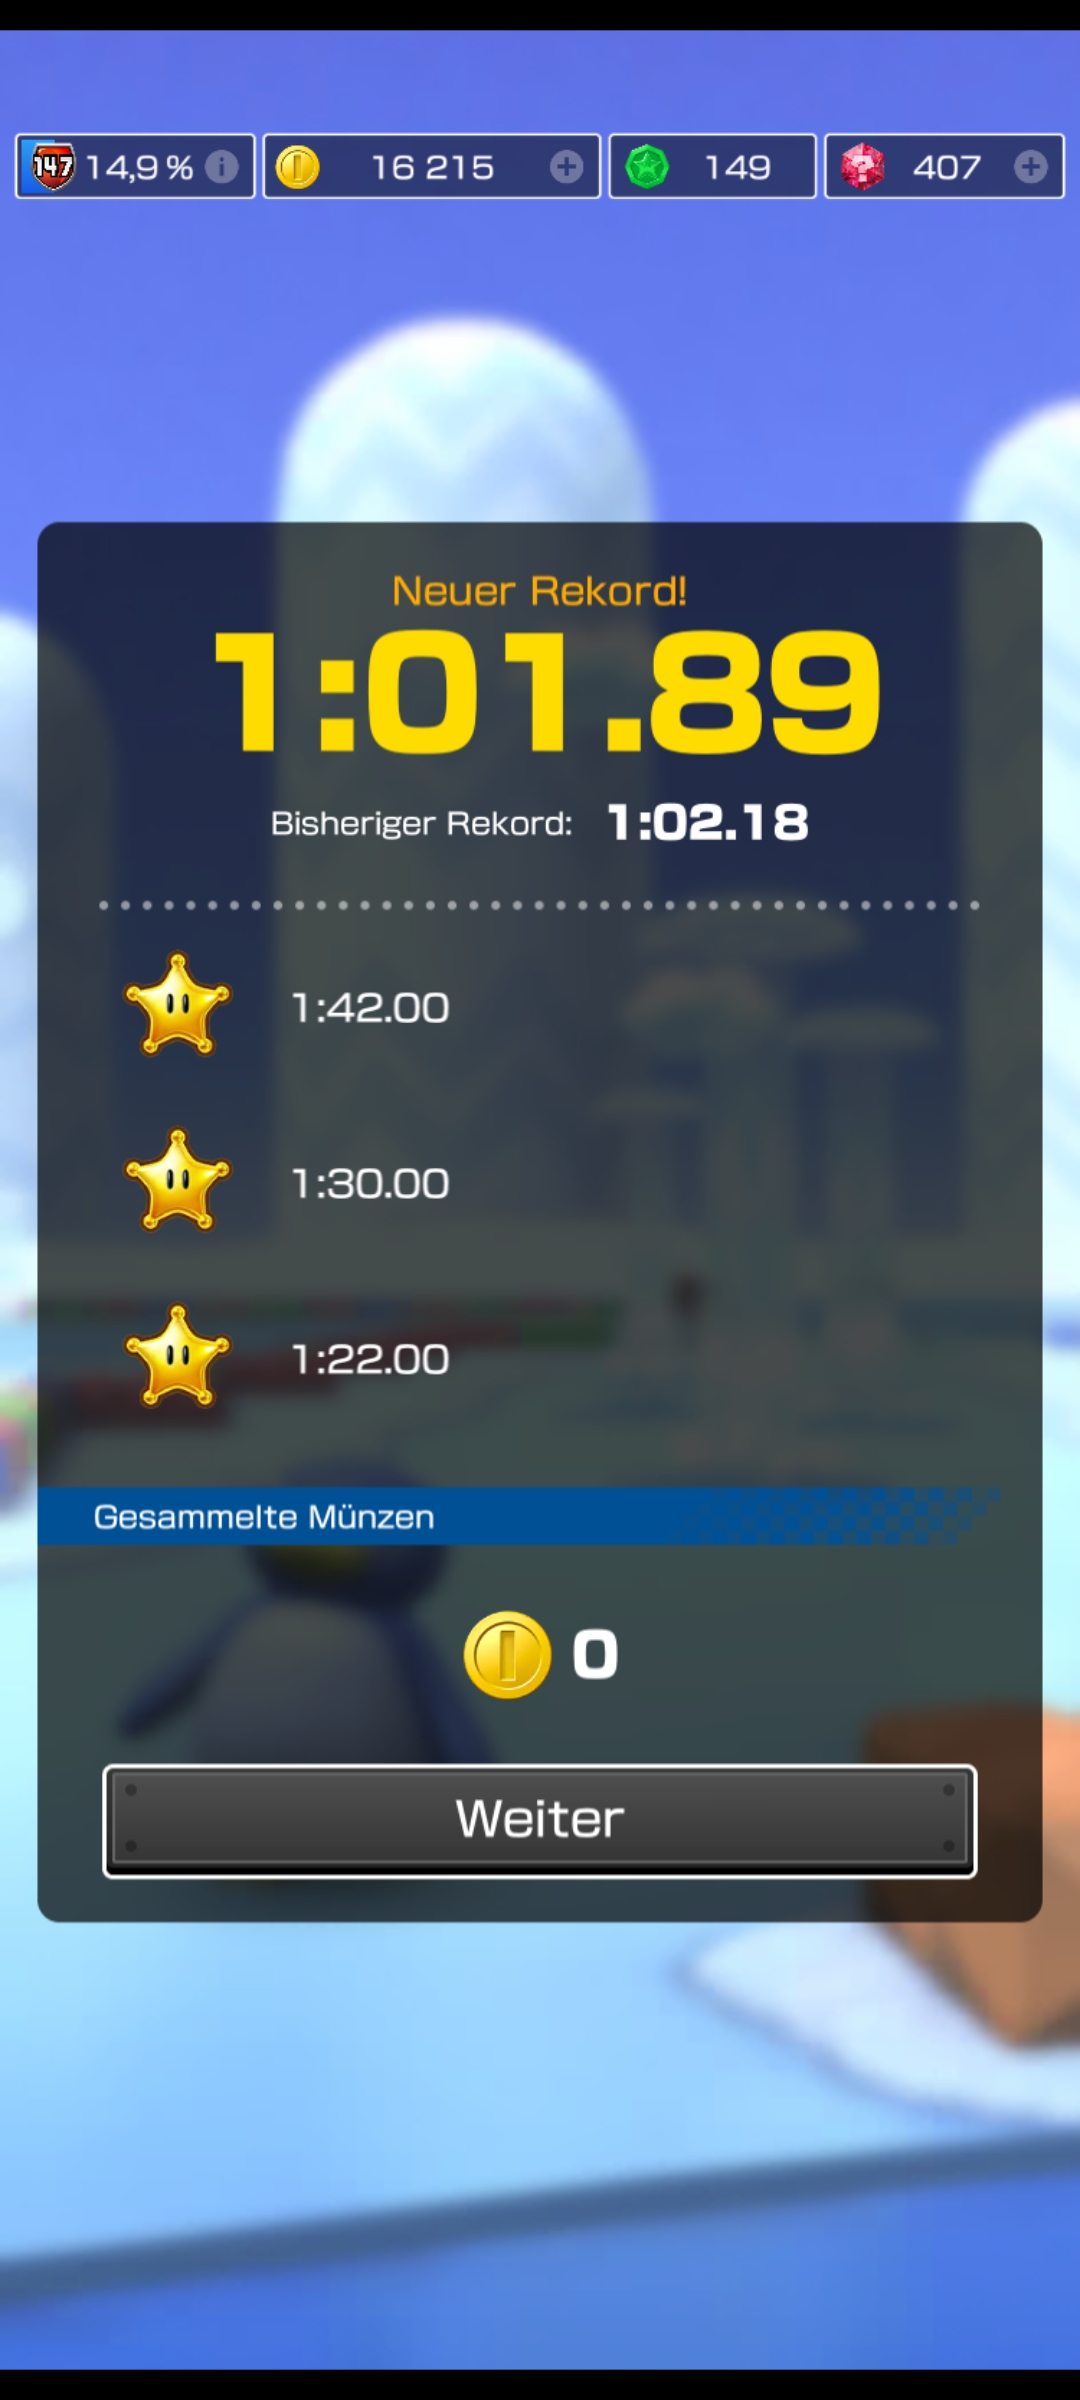 147 14,9 % i 16 215 + 149 ? 407 +
Neuer Rekord!
1:01.89
Bisheriger Rekord: 1:02.18
1:42.00
1:30.00
1:22.00
Gesammelte Münzen
0
Weiter